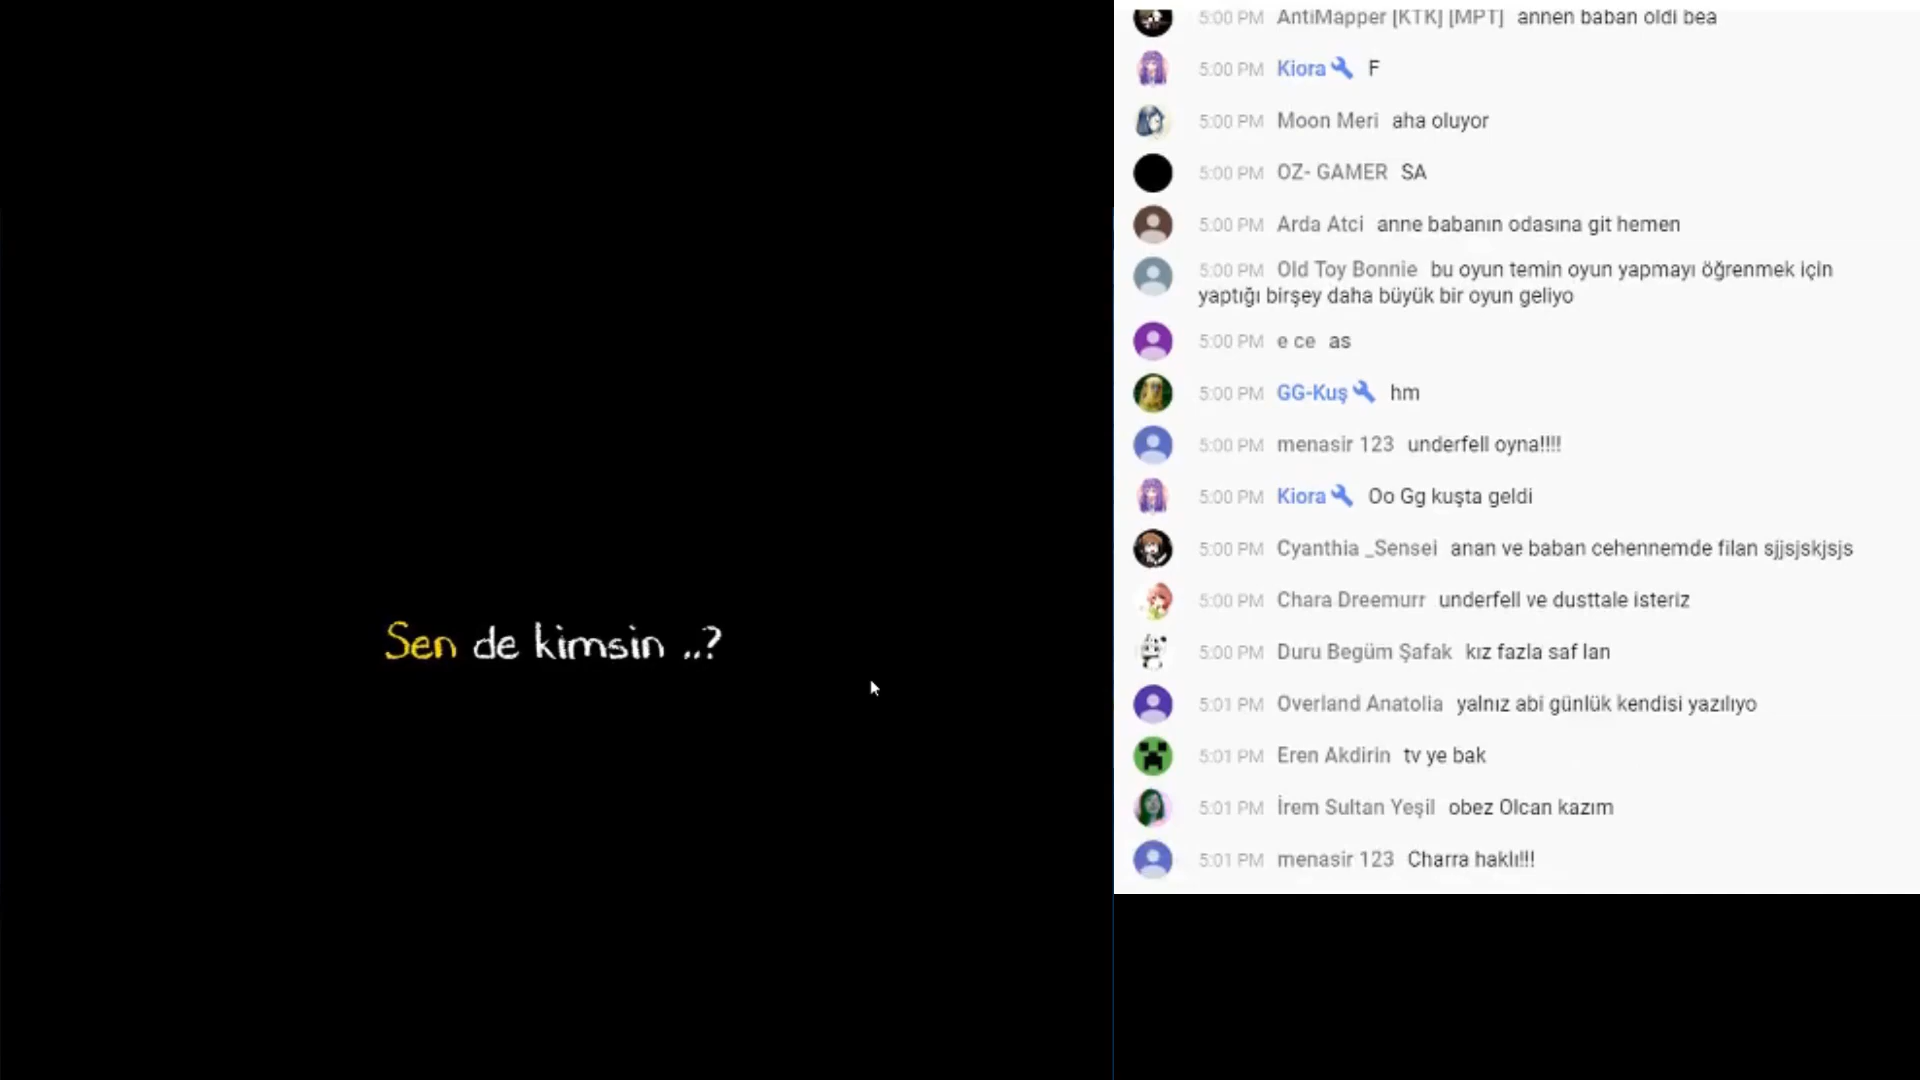 5:00 PM AntiMapper [KTK] [MPT] annen baban oldi bea
5:00 PM Kiora F
5:00 PM Moon Meri aha oluyor
5:00 PM OZ- GAMER SA
5:00 PM Arda Atci anne babanın odasına git hemen
5:00 PM Old Toy Bonnie bu oyun temin oyun yapmayı öğrenmek için
yaptığı birşey daha büyük bir oyun geliyo
5:00 PM e ce as
5:00 PM GG-Kuş hm
5:00 PM menasir 123 underfell oyna!!!!
5:00 PM Kiora Oo Gg kuşta geldi
5:00 PM Cyanthia _Sensei anan ve baban cehennemde filan sjjsjskjsjs
5:00 PM Chara Dreemurr underfell ve dusttale isteriz
5:00 PM Duru Begüm Şafak kız fazla saf lan
5:01 PM Overland Anatolia yalnız abi günlük kendisi yazılıyo
5:01 PM Eren Akdirin tv ye bak
5:01 PM İrem Sultan Yeşil obez Olcan kazım
5:01 PM menasir 123 Charra haklı!!!
Sen de kimsin ..?